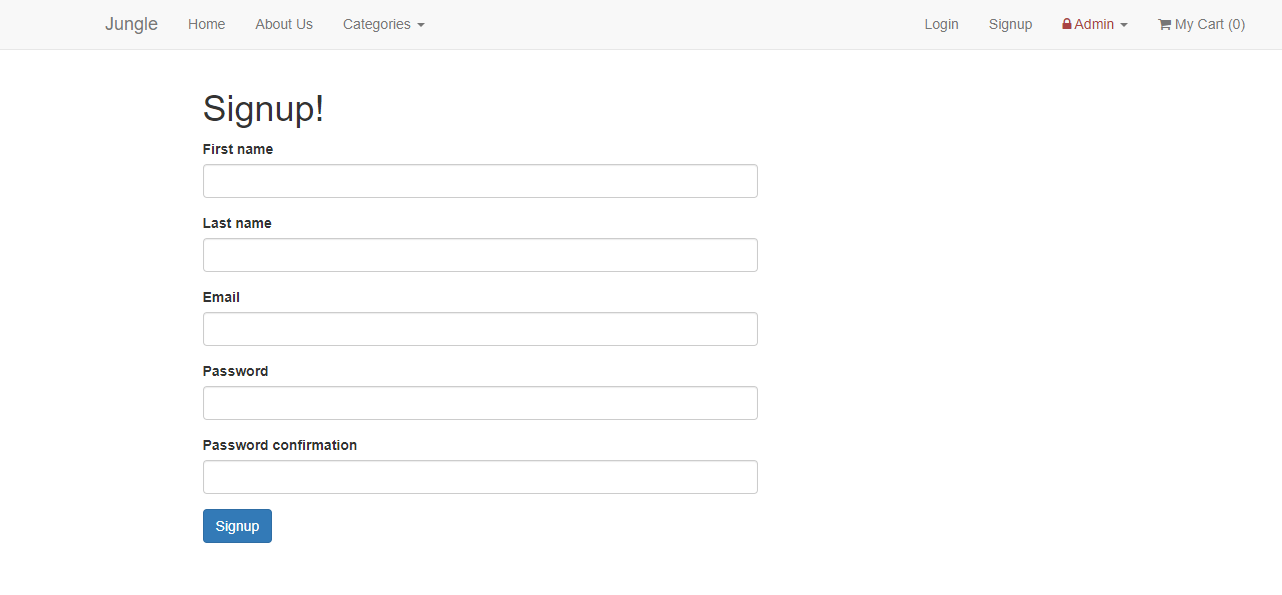 Jungle Home About Us Categories Login Signup Admin My Cart (0)
Signup!
First name
Last name
Email
Password
Password confirmation
Signup